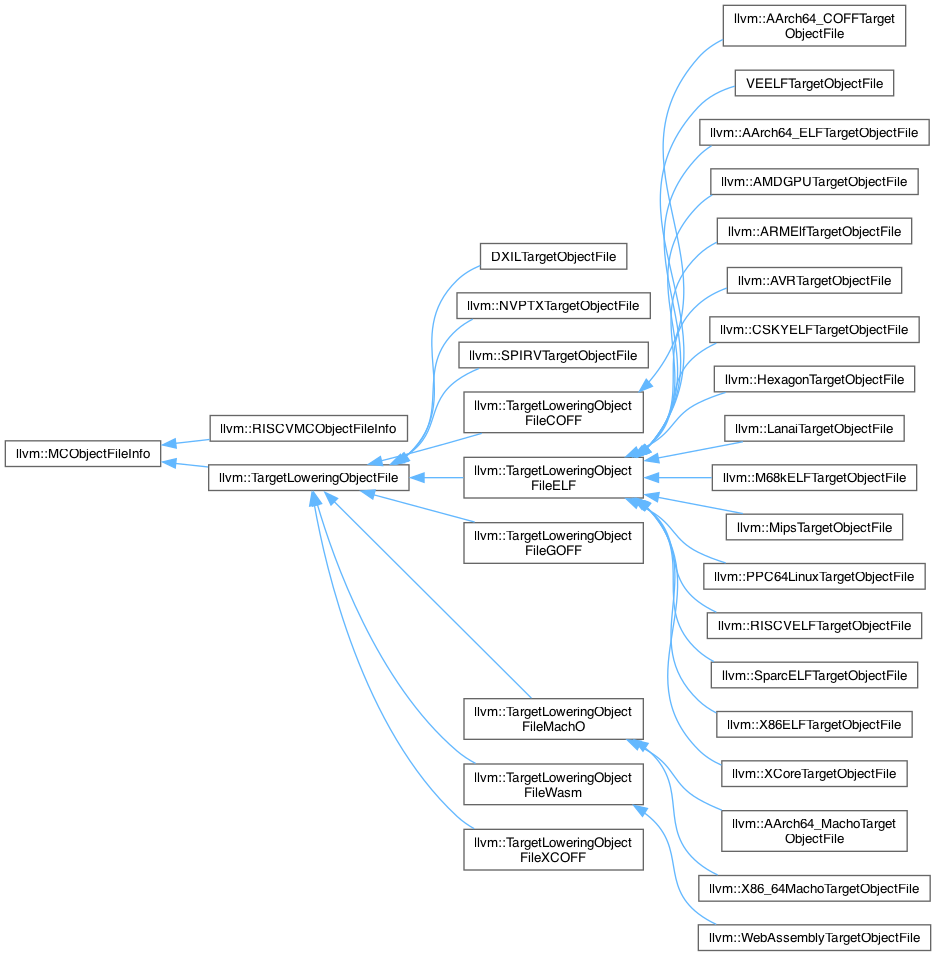 llvm::MCObjectFileInfo
llvm::RISCVMCObjectFileInfo
llvm::TargetLoweringObjectFile
DXILTargetObjectFile
llvm::NVPTXTargetObjectFile
llvm::SPIRVTargetObjectFile
llvm::TargetLoweringObject
FileCOFF
llvm::TargetLoweringObject
FileELF
llvm::TargetLoweringObject
FileGOFF
llvm::TargetLoweringObject
FileMachO
llvm::TargetLoweringObject
FileWasm
llvm::TargetLoweringObject
FileXCOFF
llvm::AArch64_COFFTarget
ObjectFile
VEELFTargetObjectFile
llvm::AArch64_ELFTargetObjectFile
llvm::AMDGPUTargetObjectFile
llvm::ARMElfTargetObjectFile
llvm::AVRTargetObjectFile
llvm::CSKYELFTargetObjectFile
llvm::HexagonTargetObjectFile
llvm::LanaiTargetObjectFile
llvm::M68kELFTargetObjectFile
llvm::MipsTargetObjectFile
llvm::PPC64LinuxTargetObjectFile
llvm::RISCVELFTargetObjectFile
llvm::SparcELFTargetObjectFile
llvm::X86ELFTargetObjectFile
llvm::XCoreTargetObjectFile
llvm::AArch64_MachoTarget
ObjectFile
llvm::X86_64MachoTargetObjectFile
llvm::WebAssemblyTargetObjectFile